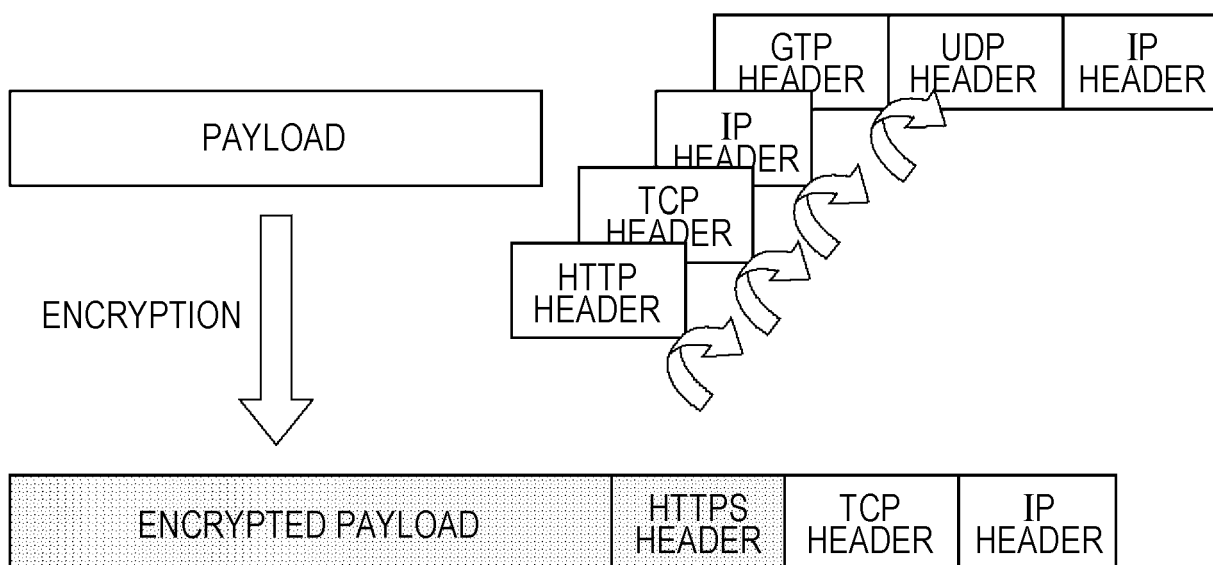 GTP
HEADER
UDP
HEADER
IP
HEADER
PAYLOAD
IP
HEADER
TCP
HEADER
HTTP
HEADER
ENCRYPTION
ENCRYPTED PAYLOAD
HTTPS
HEADER
TCP
HEADER
IP
HEADER